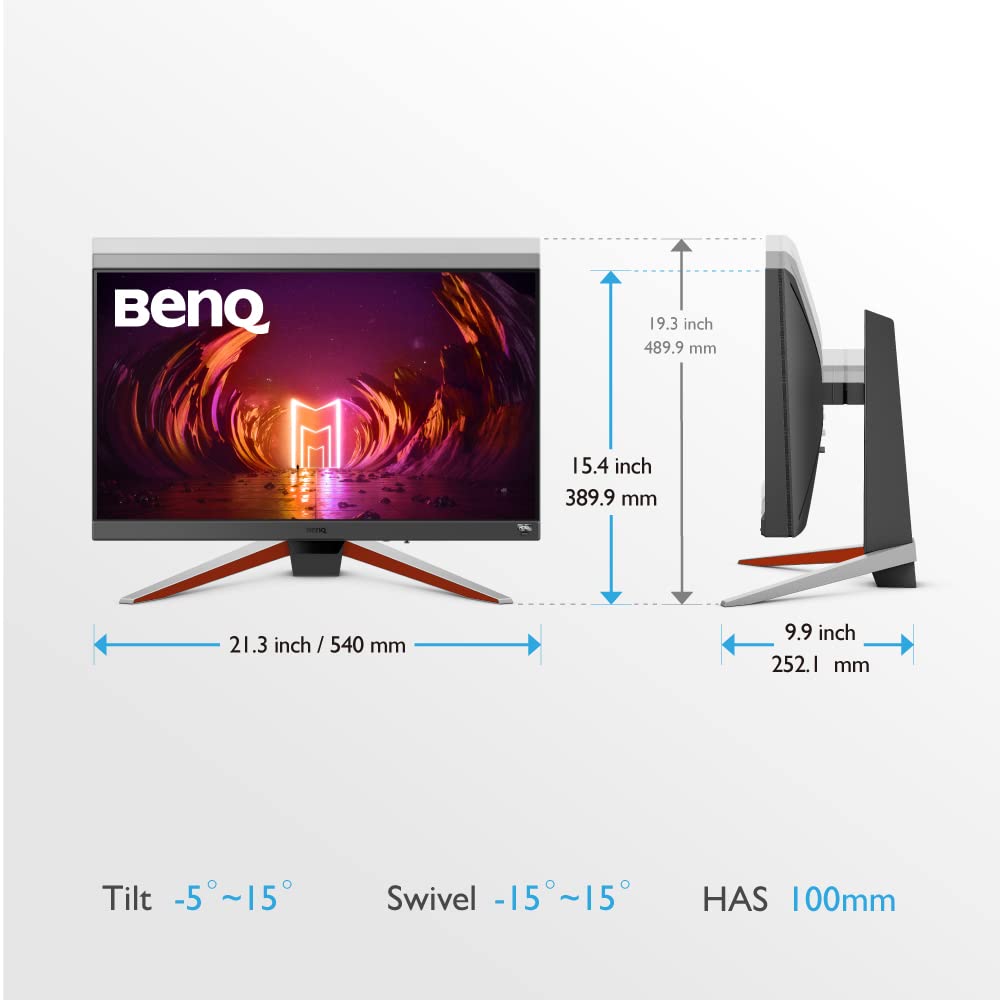 BenQ
19.3 inch
489.9 mm
15.4 inch
389.9 mm
BenQ
21.3 inch / 540 mm
9.9 inch
252.1 mm
Tilt -5°~15°
Swivel -15°~15°
HAS 100mm